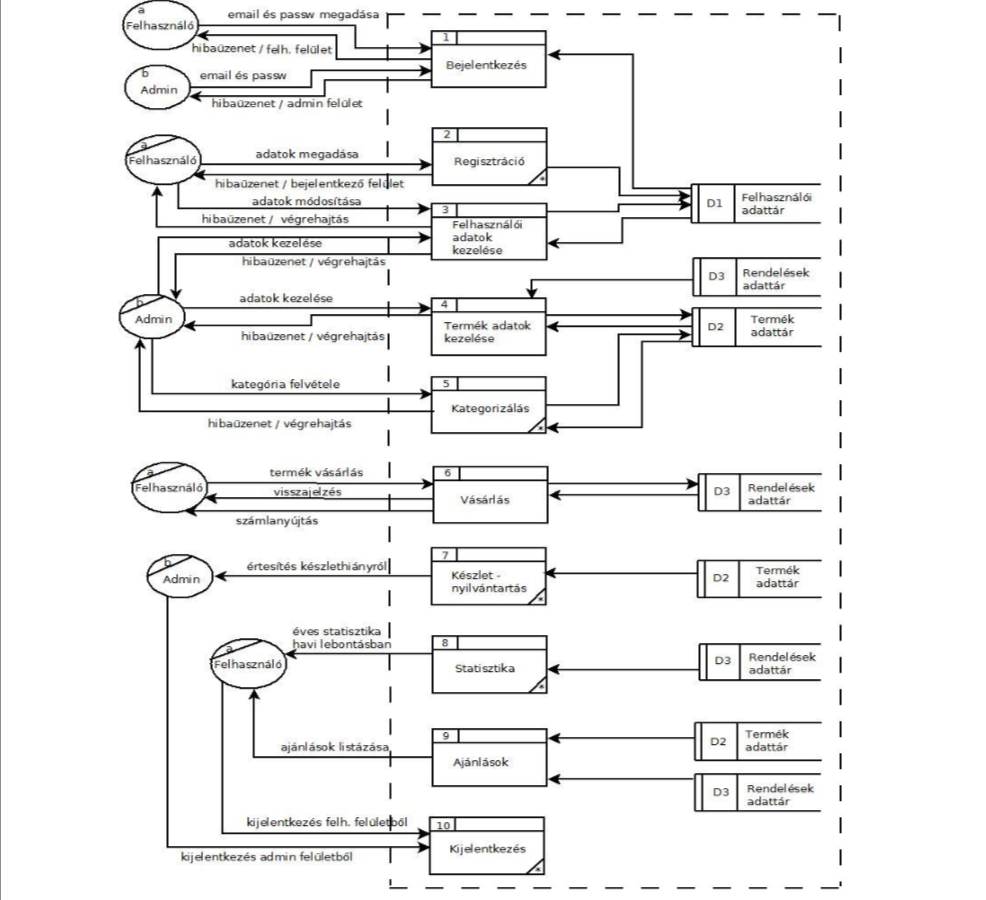 a
Felhasználó
email és passw megadása
hibaüzenet / felh. felület
b
Admin
email és passw
hibaüzenet / admin felület
1
Bejelentkezés
a
Felhasználó
adatok megadása
hibaüzenet / bejelentkező felület
2
Regisztráció
*
adatok módosítása
hibaüzenet / végrehajtás
adatok kezelése
hibaüzenet / végrehajtás
3
Felhasználói
adatok
kezelése
D1
Felhasználói
adattár
D3
Rendelések
adattár
b
Admin
adatok kezelése
hibaüzenet / végrehajtás
4
Termék adatok
kezelése
D2
Termék
adattár
kategória felvétele
hibaüzenet / végrehajtás
5
Kategorizálás
*
a
Felhasználó
termék vásárlás
visszajelzés
számlanyújtás
6
Vásárlás
D3
Rendelések
adattár
b
Admin
értesítés készlethiányról
7
Készlet -
nyilvántartás
*
D2
Termék
adattár
a
Felhasználó
éves statisztika
havi lebontásban
8
Statisztika
*
D3
Rendelések
adattár
ajánlások listázása
9
Ajánlások
D2
Termék
adattár
D3
Rendelések
adattár
kijelentkezés felh. felületből
kijelentkezés admin felületből
10
Kijelentkezés
*